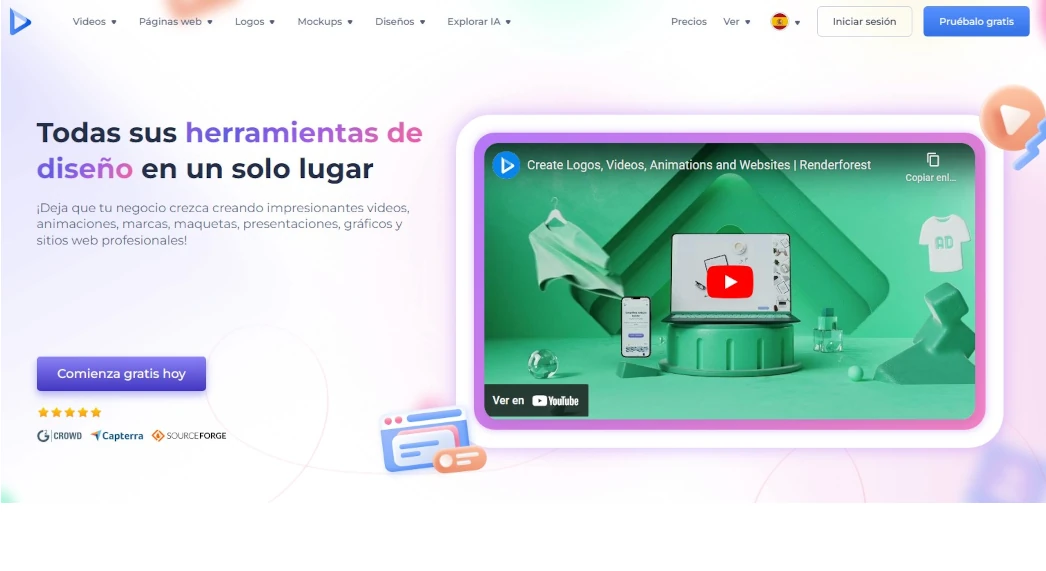 Videos
Páginas web
Logos
Mockups
Diseños
Explorar IA
Precios
Ver
Iniciar sesión
Pruébalo gratis
Todas sus herramientas de
diseño en un solo lugar
¡Deja que tu negocio crezca creando impresionantes videos,
animaciones, marcas, maquetas, presentaciones, gráficos y
sitios web profesionales!
Comienza gratis hoy
CROWD
Capterra
SOURCEFORGE
Create Logos, Videos, Animations and Websites | Renderforest
Copiar enl...
AD
Ver en YouTube